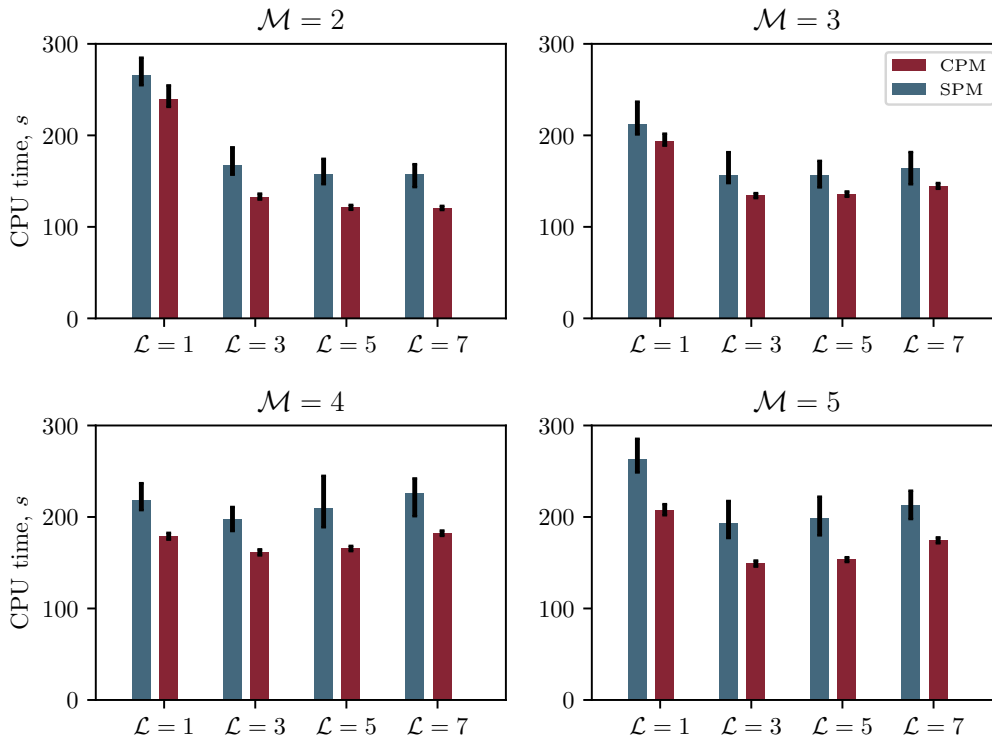 ℳ = 2
300
200
100
0
CPU time, s
ℒ = 1 ℒ = 3 ℒ = 5 ℒ = 7
ℳ = 3
300
200
100
0
CPM
SPM
ℒ = 1 ℒ = 3 ℒ = 5 ℒ = 7
ℳ = 4
300
200
100
0
CPU time, s
ℒ = 1 ℒ = 3 ℒ = 5 ℒ = 7
ℳ = 5
300
200
100
0
ℒ = 1 ℒ = 3 ℒ = 5 ℒ = 7